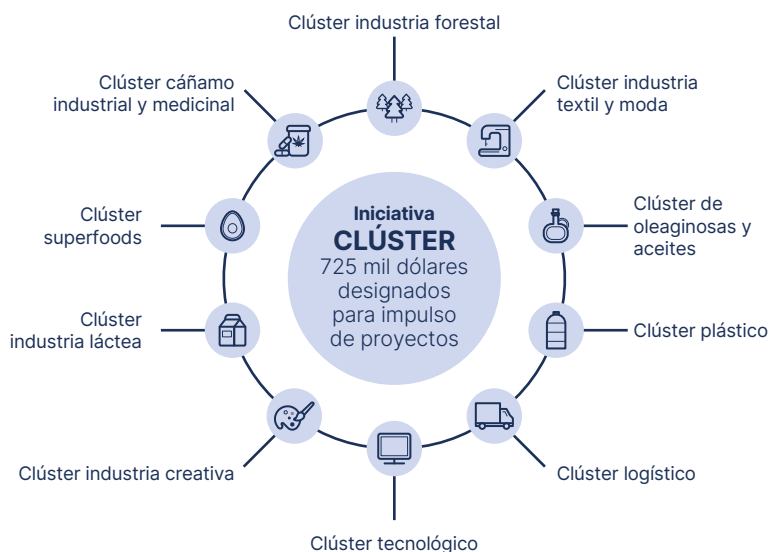 Clúster industria forestal
Clúster cáñamo
industrial y medicinal
Clúster industria
textil y moda
Clúster
superfoods
Iniciativa
CLÚSTER
725 mil dólares
designados
para impulso
de proyectos
Clúster de
oleaginosas y
aceites
Clúster
industria láctea
Clúster plástico
Clúster industria creativa
Clúster logístico
Clúster tecnológico